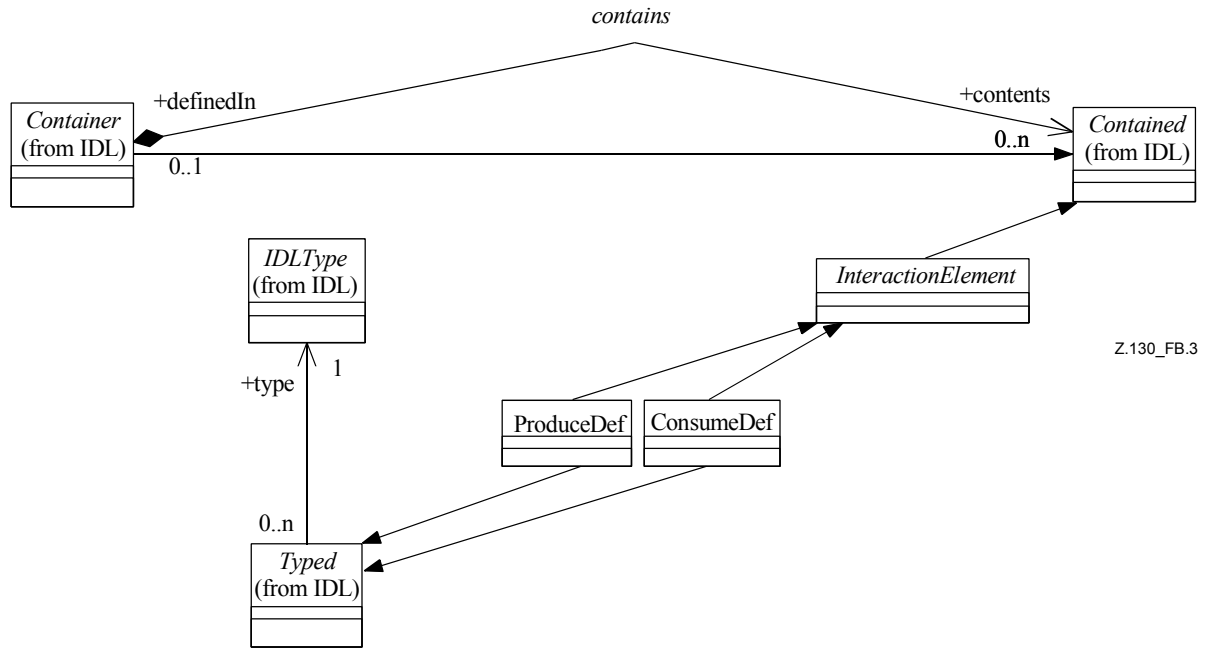 contains
+definedIn
+contents
Container
(from IDL)
Contained
(from IDL)
0..1
0..n
IDLType
(from IDL)
InteractionElement
1
+type
Z.130_FB.3
ProduceDef
ConsumeDef
0..n
Typed
(from IDL)